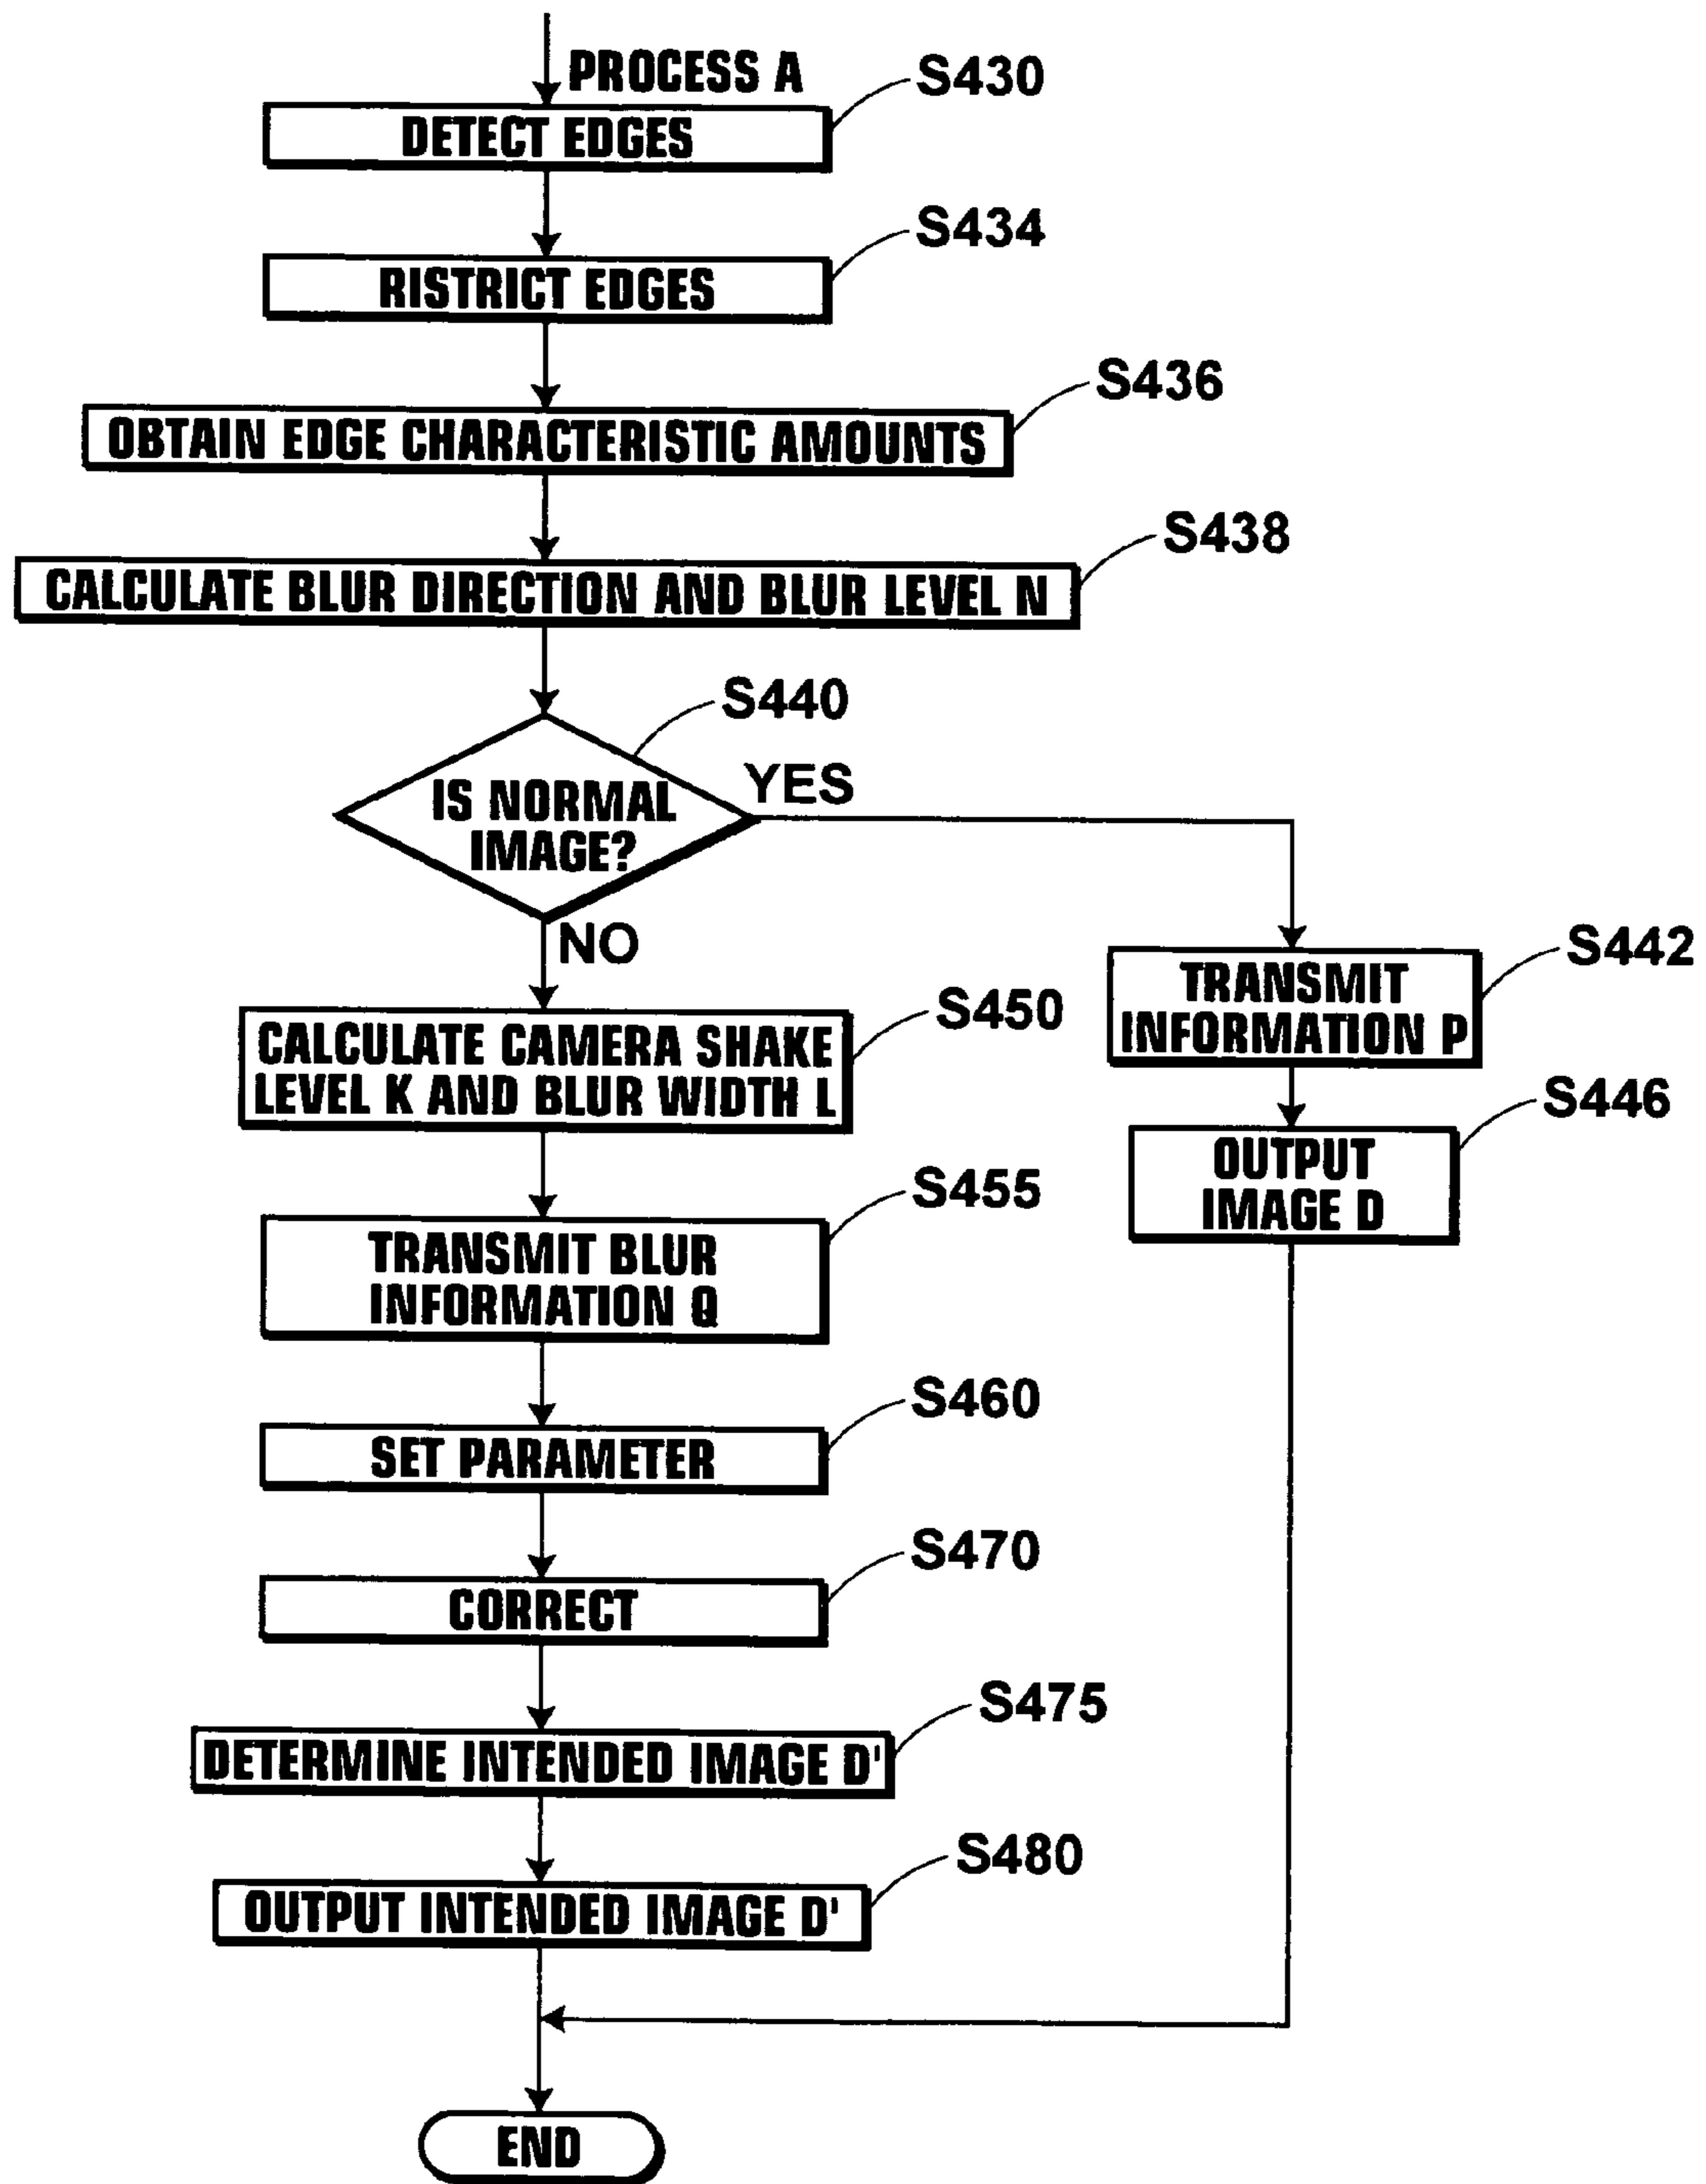 PROCESS A
S430
DETECT EDGES
S434
RISTRICT EDGES
S436
OBTAIN EDGE CHARACTERISTIC AMOUNTS
S438
CALCULATE BLUR DIRECTION AND BLUR LEVEL N
S440
IS NORMAL
IMAGE?
YES
NO
S442
TRANSMIT
INFORMATION P
S446
OUTPUT
IMAGE D
S450
CALCULATE CAMERA SHAKE
LEVEL K AND BLUR WIDTH L
S455
TRANSMIT BLUR
INFORMATION Q
S460
SET PARAMETER
S470
CORRECT
S475
DETERMINE INTENDED IMAGE D'
S480
OUTPUT INTENDED IMAGE D'
END